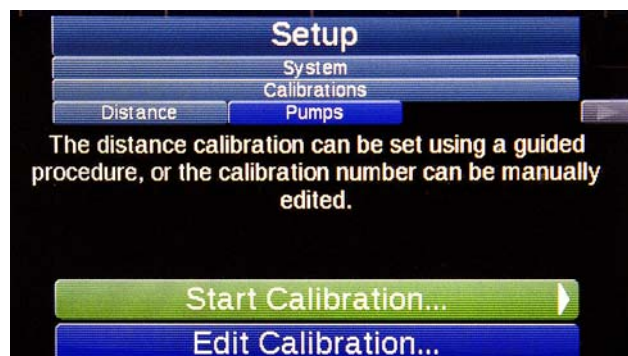 Setup
System
Calibrations
Distance Pumps
The distance calibration can be set using a guided
procedure, or the calibration number can be manually
edited.
Start Calibration...
Edit Calibration...